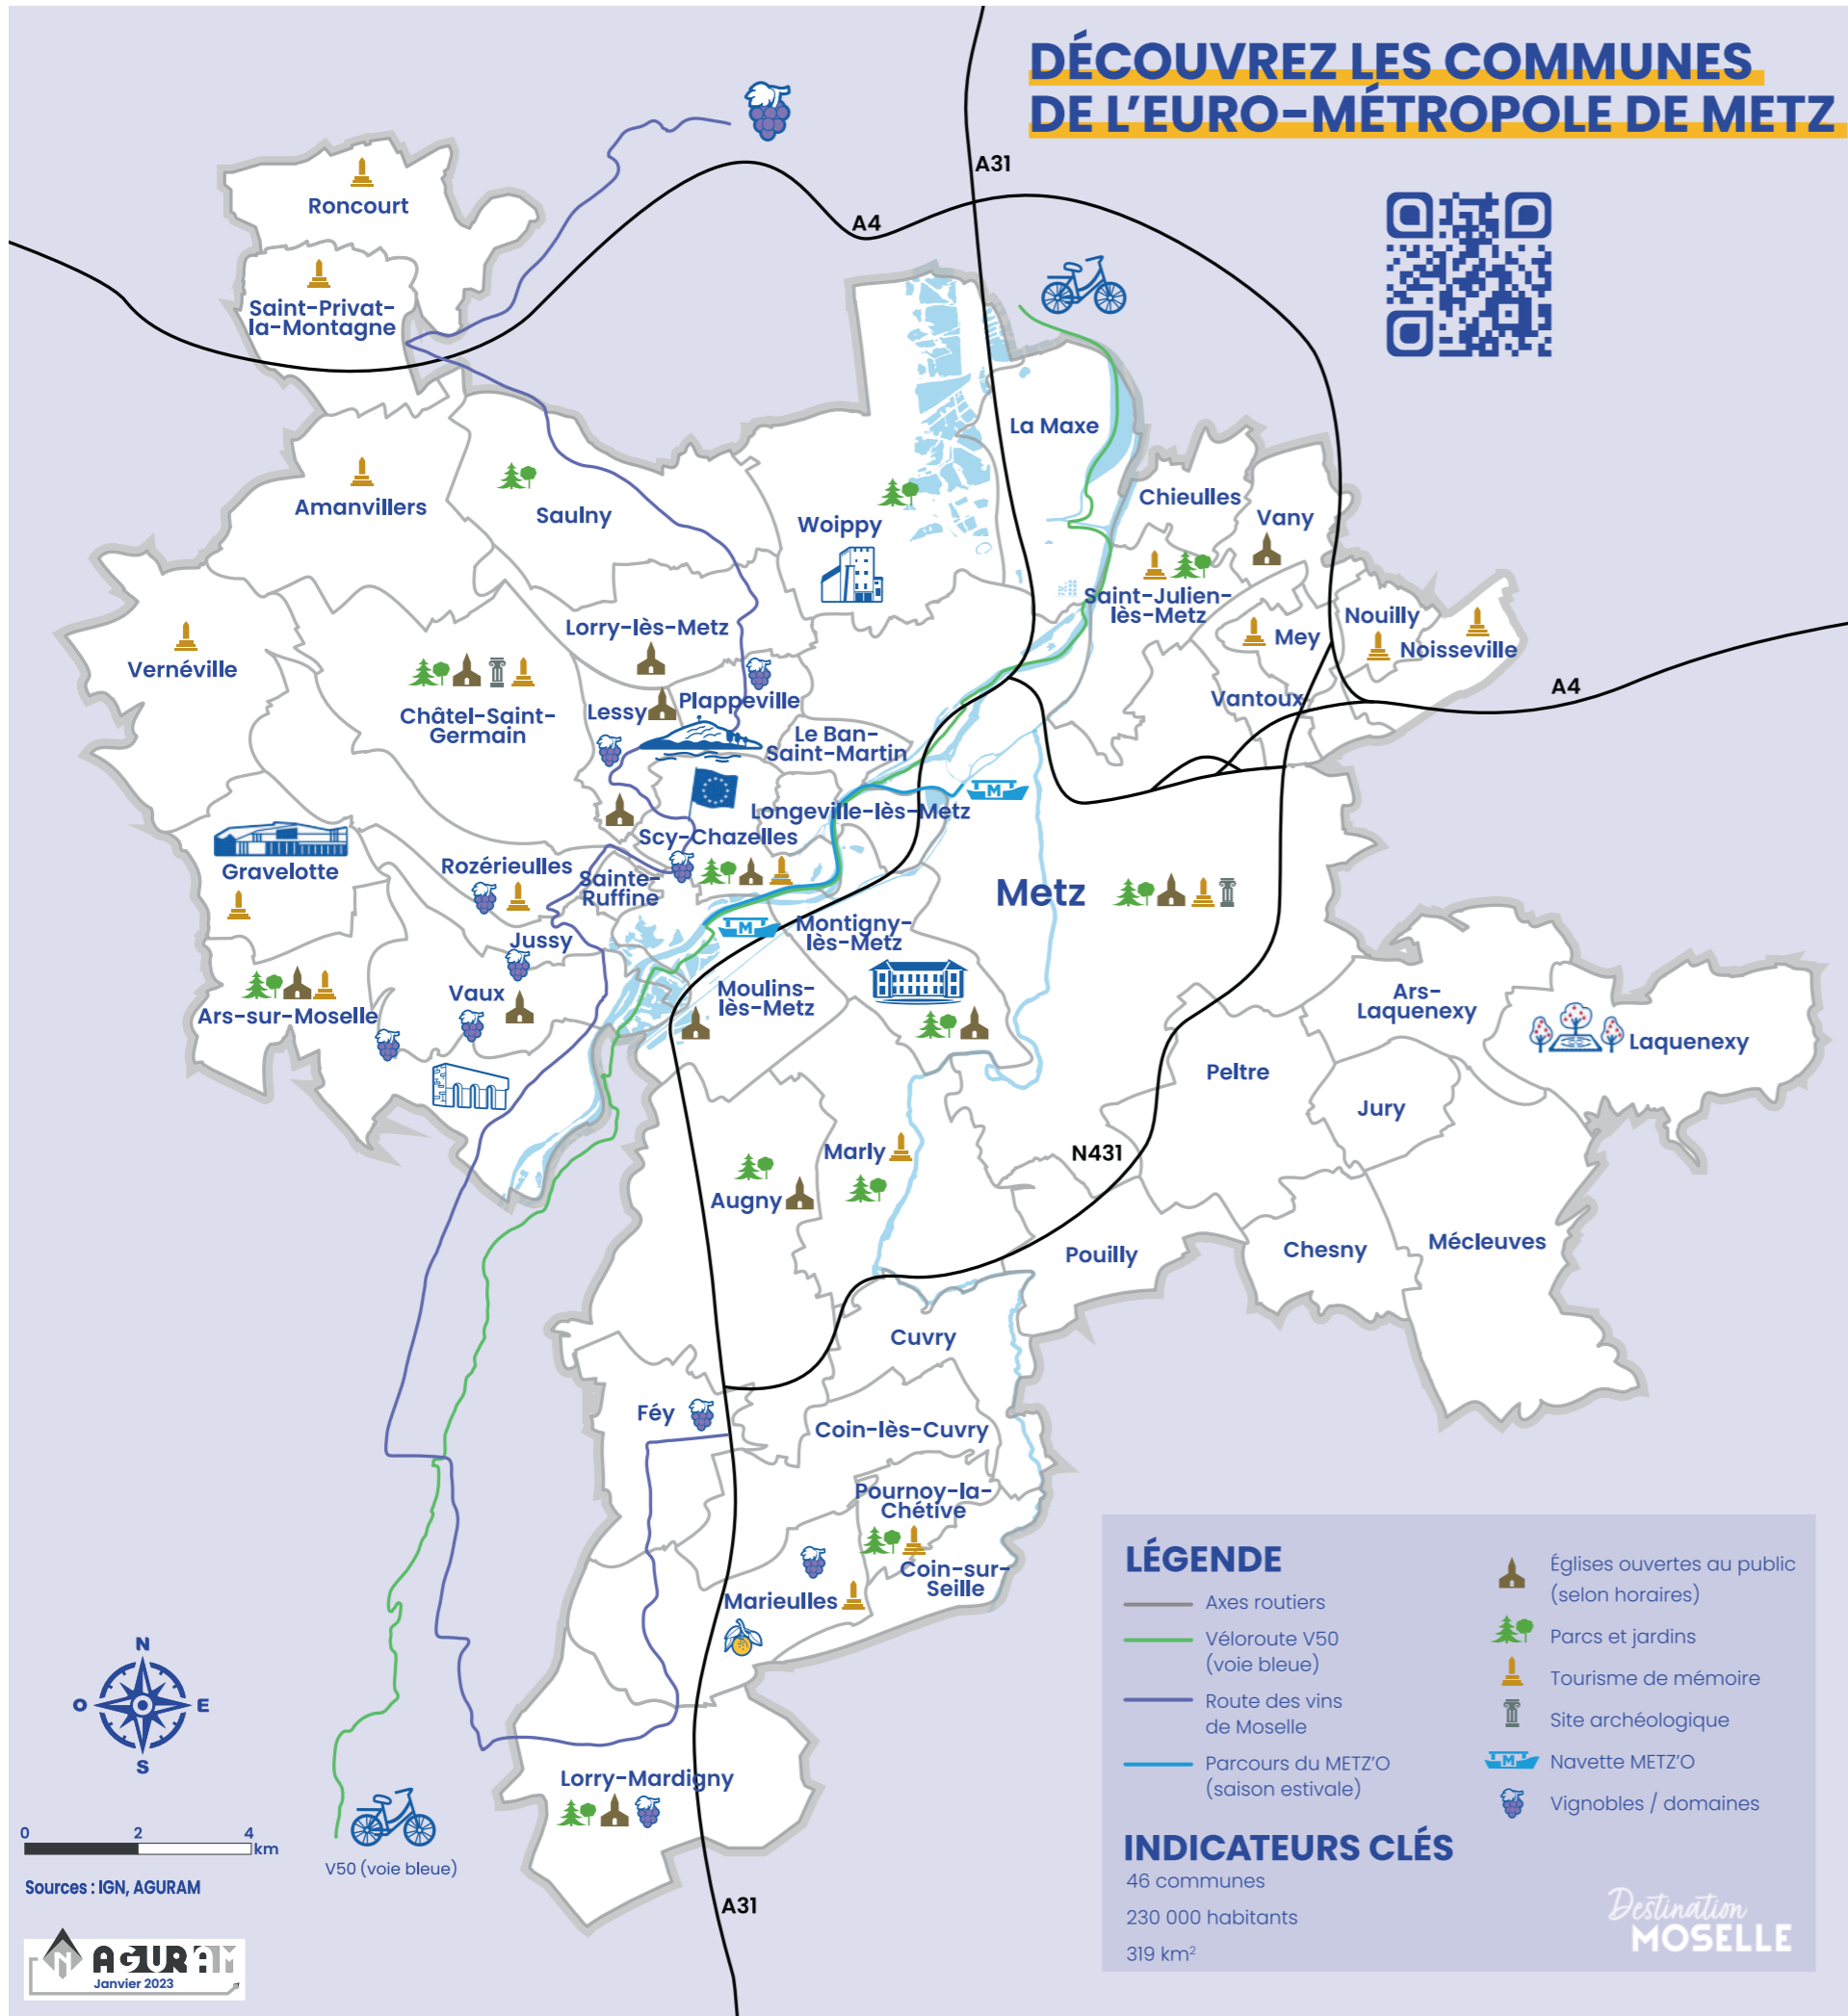 DÉCOUVREZ LES COMMUNES
DE L'EURO-MÉTROPOLE DE METZ
A31
A4
Roncourt
Saint-Privat-
la-Montagne
La Maxe
Amanvillers
Saulny
Woippy
Chieulles
Vany
Saint-Julien-
lès-Metz
Nouilly
Mey
Noisseville
Vernéville
Lorry-lès-Metz
Châtel-Saint-
Germain
Lessy
Plappeville
Vantoux
A4
Le Ban-
Saint-Martin
M
Longeville-lès-Metz
Scy-Chazelles
Gravelotte
Rozérieulles
Sainte-
Ruffine
Metz
M
Montigny-
lès-Metz
Jussy
Vaux
Moulins-
lès-Metz
Ars-sur-Moselle
Ars-
Laquenexy
Laquenexy
Peltre
Jury
Marly
N431
Augny
Pouilly
Chesny
Mécleuves
Cuvry
Féy
Coin-lès-Cuvry
Pournoy-la-
Chétive
Coin-sur-
Seille
Marieulles
Lorry-Mardigny
A31
N
O
E
S
0 2 4
km
V50 (voie bleue)
Sources : IGN, AGURAM
N
AGURAM
Janvier 2023
LÉGENDE
Axes routiers
Véloroute V50
(voie bleue)
Route des vins
de Moselle
Parcours du METZ'O
(saison estivale)
Églises ouvertes au public
(selon horaires)
Parcs et jardins
Tourisme de mémoire
Site archéologique
M
Navette METZ'O
Vignobles / domaines
INDICATEURS CLÉS
46 communes
230 000 habitants
319 km²
Destination
MOSELLE